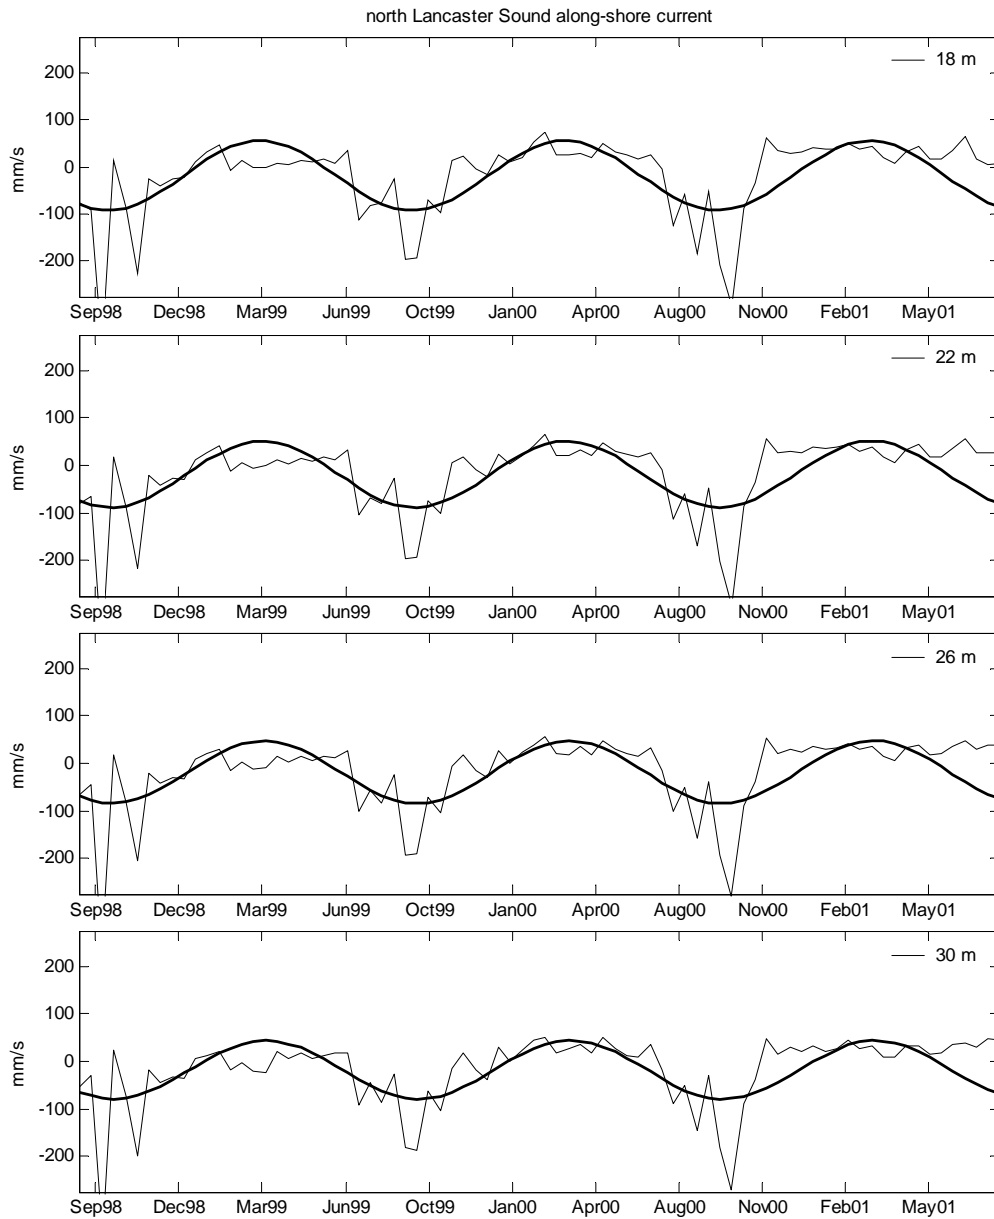 north Lancaster Sound along-shore current
18 m
200
100
0
-100
-200
mm/s
Sep98 Dec98 Mar99 Jun99 Oct99 Jan00 Apr00 Aug00 Nov00 Feb01 May01
22 m
200
100
0
-100
-200
mm/s
Sep98 Dec98 Mar99 Jun99 Oct99 Jan00 Apr00 Aug00 Nov00 Feb01 May01
26 m
200
100
0
-100
-200
mm/s
Sep98 Dec98 Mar99 Jun99 Oct99 Jan00 Apr00 Aug00 Nov00 Feb01 May01
30 m
200
100
0
-100
-200
mm/s
Sep98 Dec98 Mar99 Jun99 Oct99 Jan00 Apr00 Aug00 Nov00 Feb01 May01